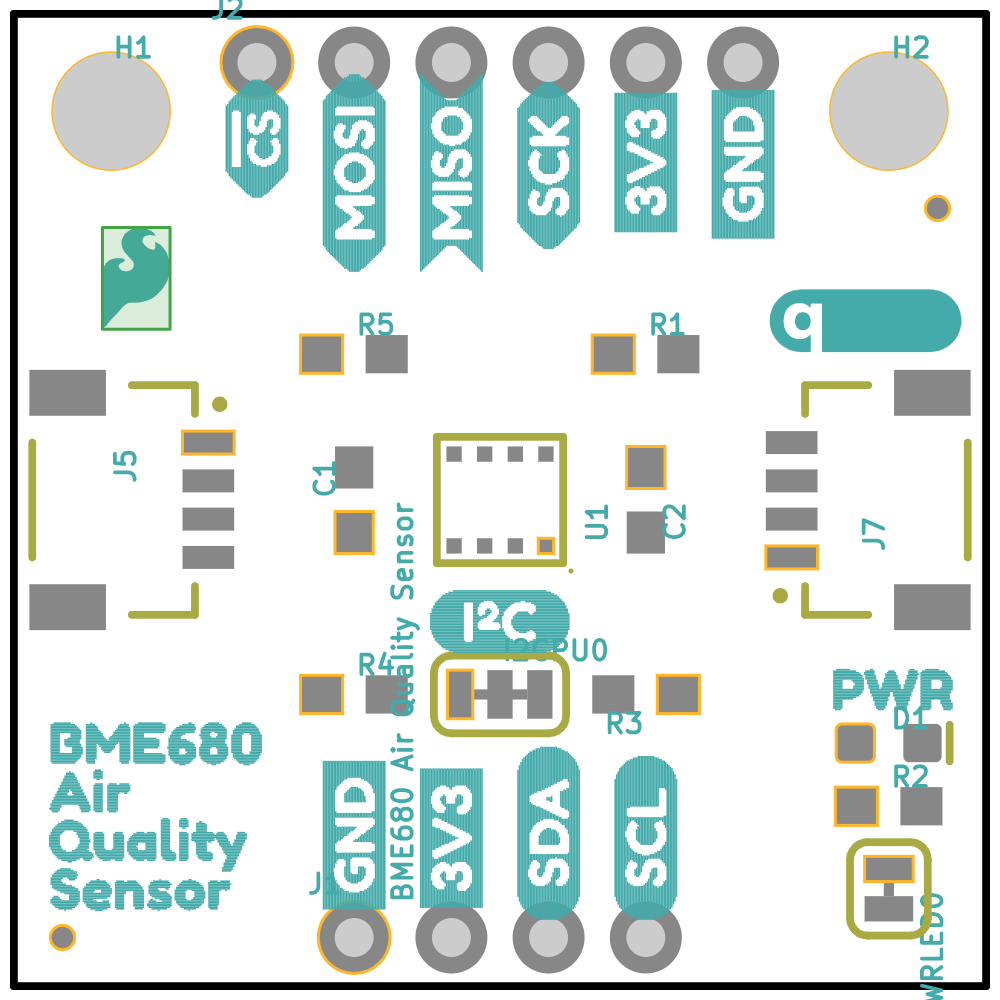 J2
H1
H2
CS
MOSI
MISO
SCK
3V3
GND
R5
R1
q
J5
C1
U1
C2
J7
I²C
I2CPU0
R4
R3
BME680 Air Quality Sensor
PWR
D1
R2
BME680
Air
Quality
Sensor
GND
3V3
SDA
SCL
J1
WRLED0